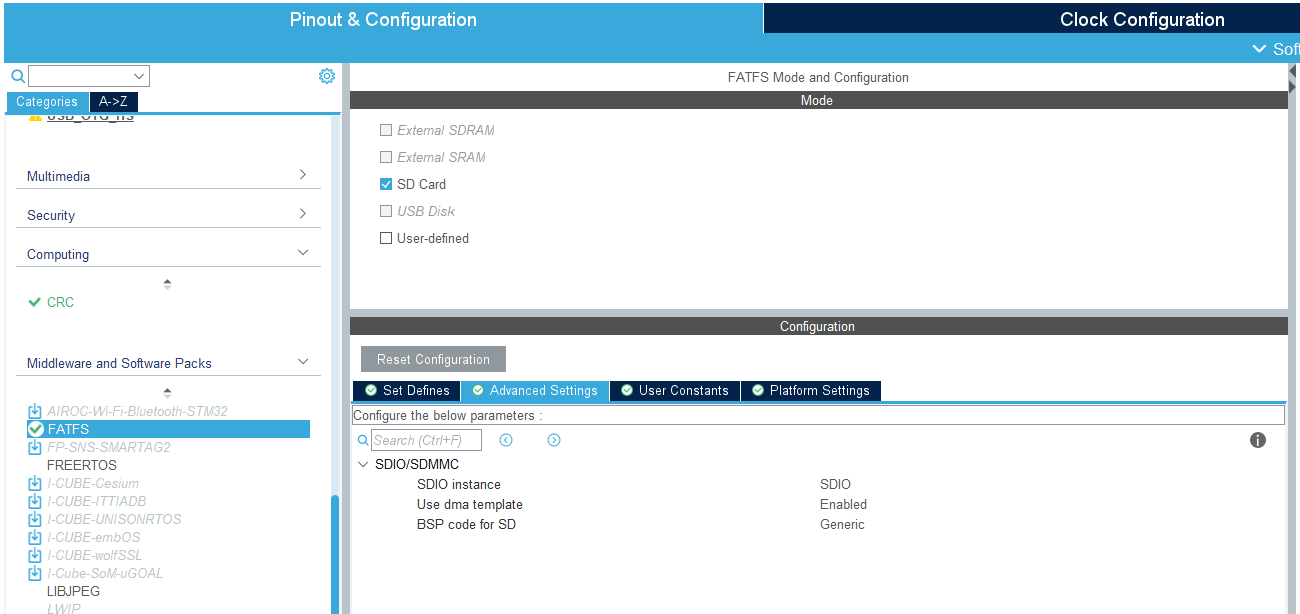 Pinout & Configuration
Clock Configuration
Soft
Categories
A->Z
USB_OTG_HS
Multimedia
Security
Computing
CRC
Middleware and Software Packs
AIROC-Wi-Fi-Bluetooth-STM32
FATFS
FP-SNS-SMARTAG2
FREERTOS
I-CUBE-Cesium
I-CUBE-ITTIADB
I-CUBE-UNISONRTOS
I-CUBE-embOS
I-CUBE-wolfSSL
I-Cube-SoM-uGOAL
LIBJPEG
LWIP
FATFS Mode and Configuration
Mode
External SDRAM
External SRAM
SD Card
USB Disk
User-defined
Configuration
Reset Configuration
Set Defines
Advanced Settings
User Constants
Platform Settings
Configure the below parameters :
Search (Ctrl+F)
SDIO/SDMMC
SDIO instance SDIO
Use dma template Enabled
BSP code for SD Generic